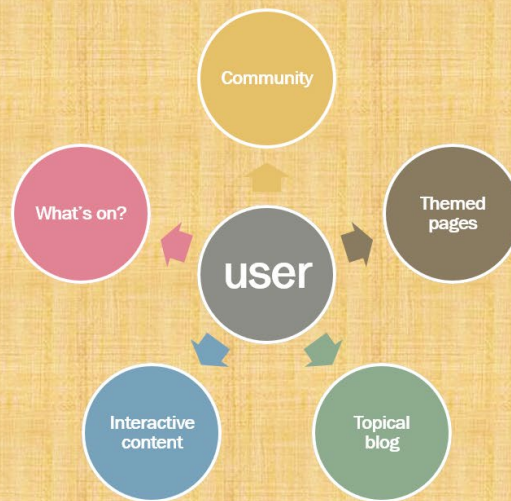 Community
What's on?
Themed
pages
user
Interactive
content
Topical
blog